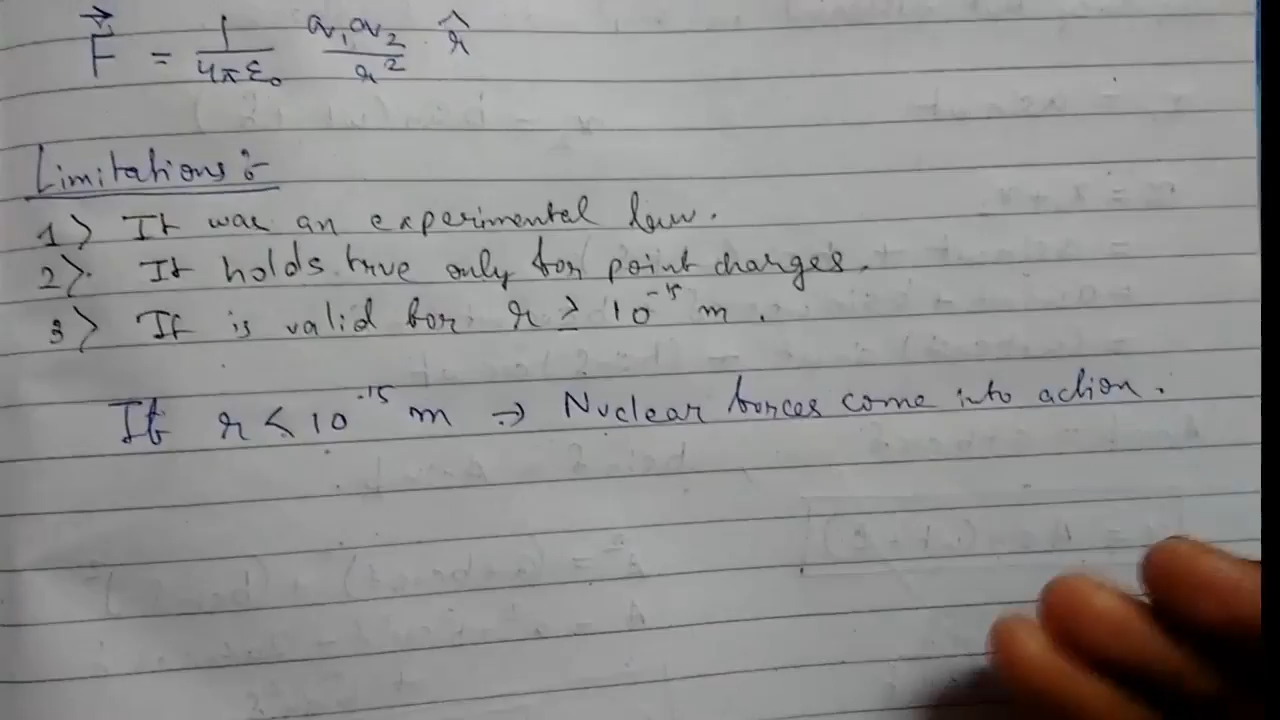 F⃗ = 1/4πε₀ q₁q₂/r² r̂
Limitations :-
1) It was an experimental law.
2) It holds true only for point charges.
3) It is valid for r ≥ 10⁻¹⁵ m.
If r < 10⁻¹⁵ m → Nuclear forces come into action.